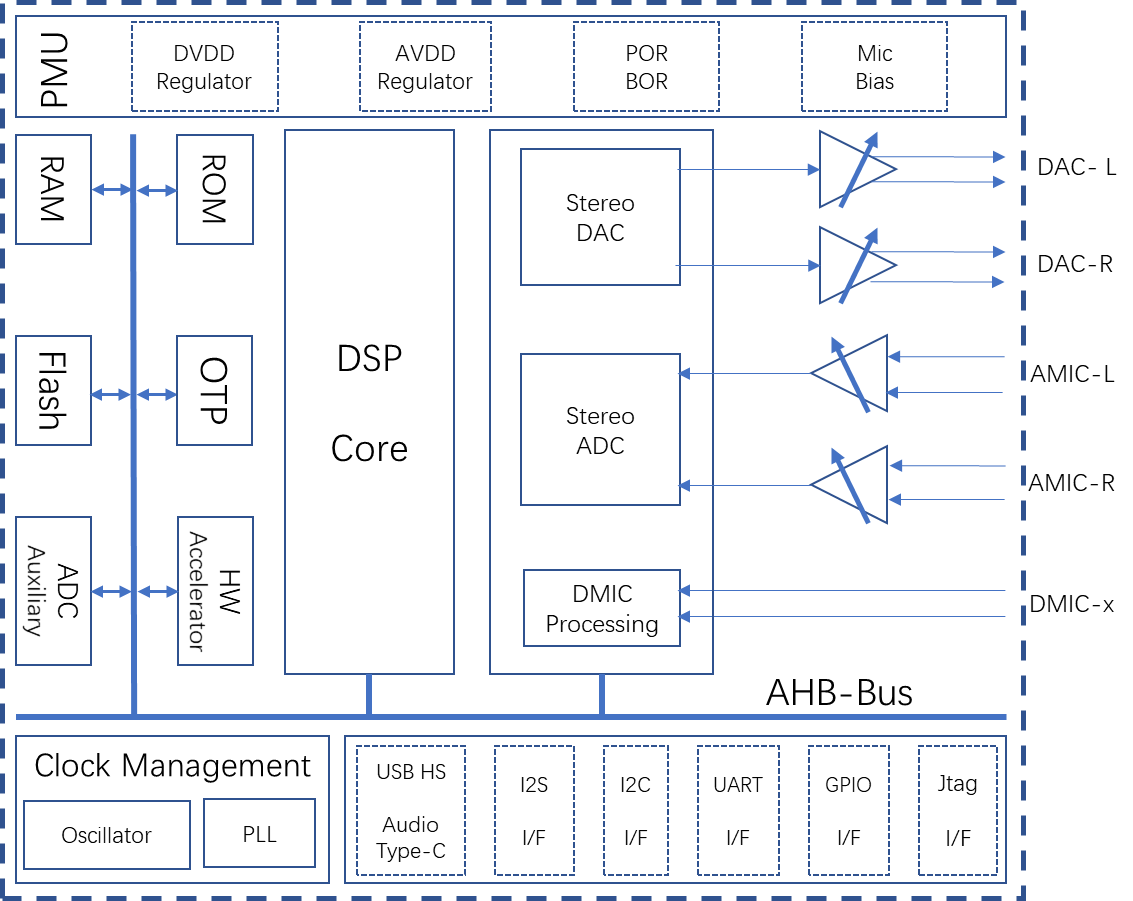 PMU
DVDD
Regulator
AVDD
Regulator
POR
BOR
Mic
Bias
RAM
ROM
Flash
OTP
ADC
Auxiliary
HW
Accelerator
DSP
Core
Stereo
DAC
Stereo
ADC
DMIC
Processing
DAC- L
DAC-R
AMIC-L
AMIC-R
DMIC-x
AHB-Bus
Clock Management
Oscillator
PLL
USB HS
Audio
Type-C
I2S
I/F
I2C
I/F
UART
I/F
GPIO
I/F
Jtag
I/F